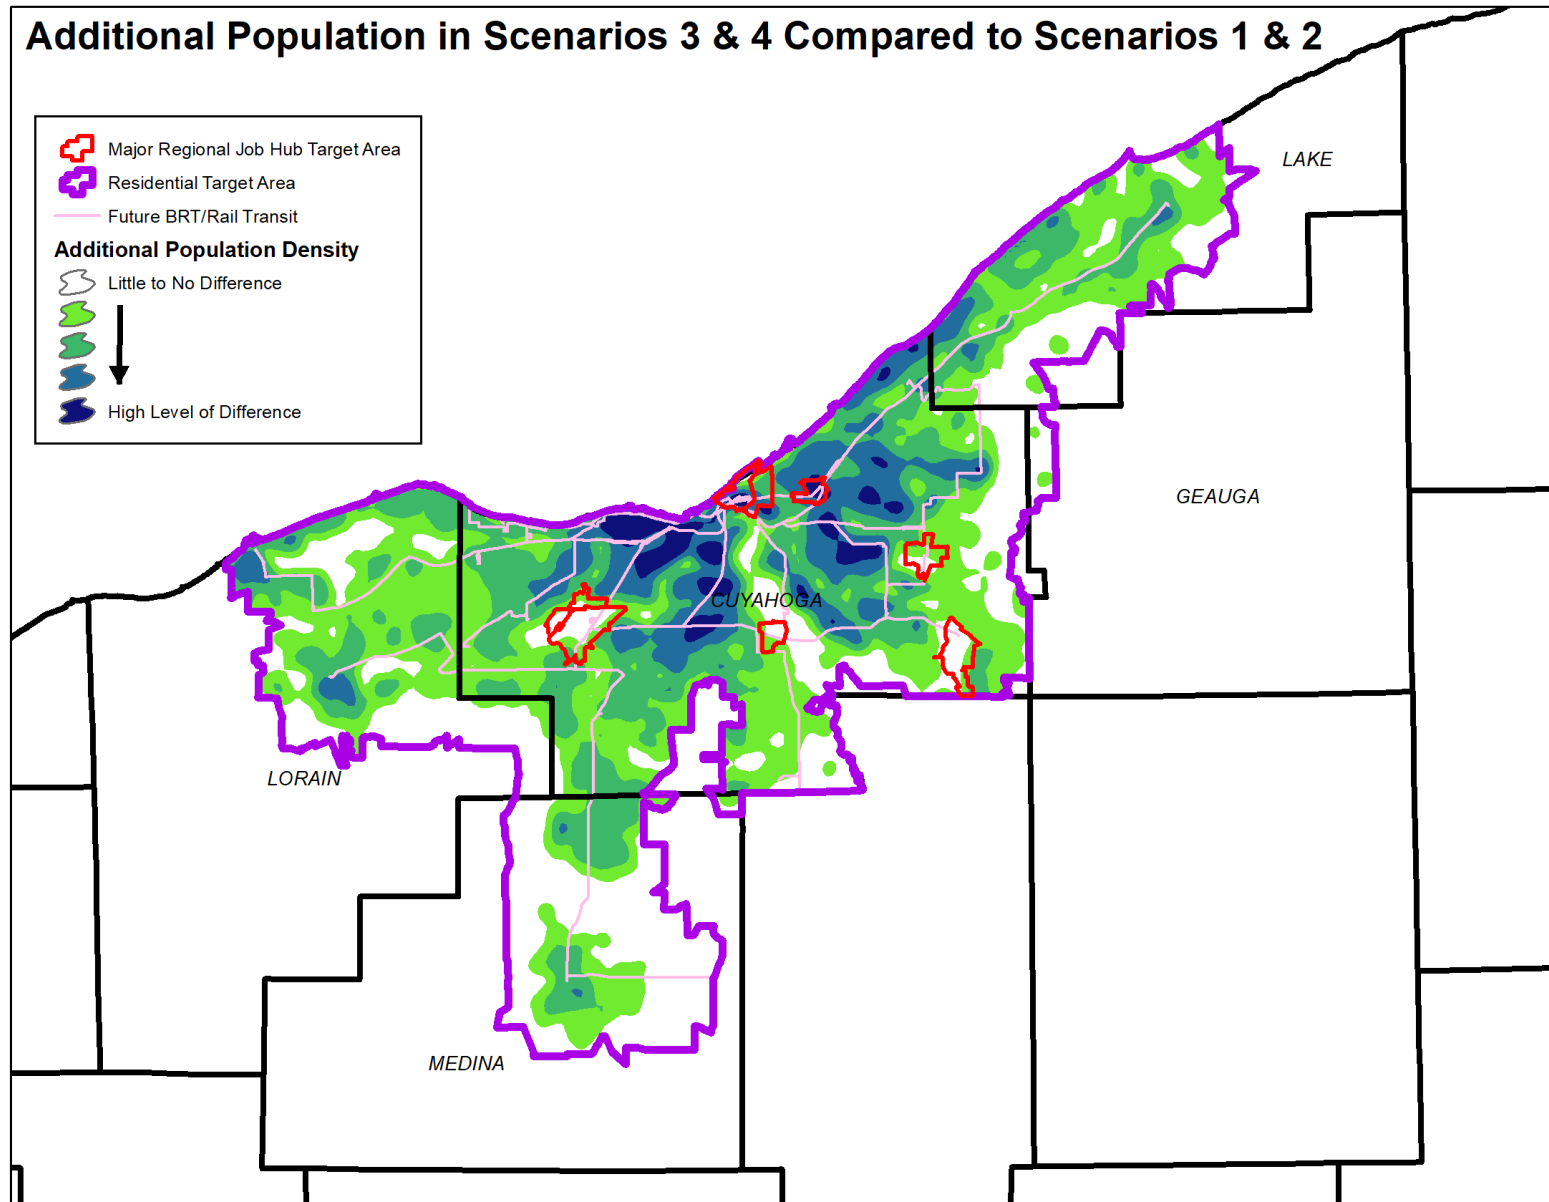 Additional Population in Scenarios 3 & 4 Compared to Scenarios 1 & 2
Major Regional Job Hub Target Area
Residential Target Area
Future BRT/Rail Transit
Additional Population Density
Little to No Difference
High Level of Difference
LAKE
GEAUGA
CUYAHOGA
LORAIN
MEDINA